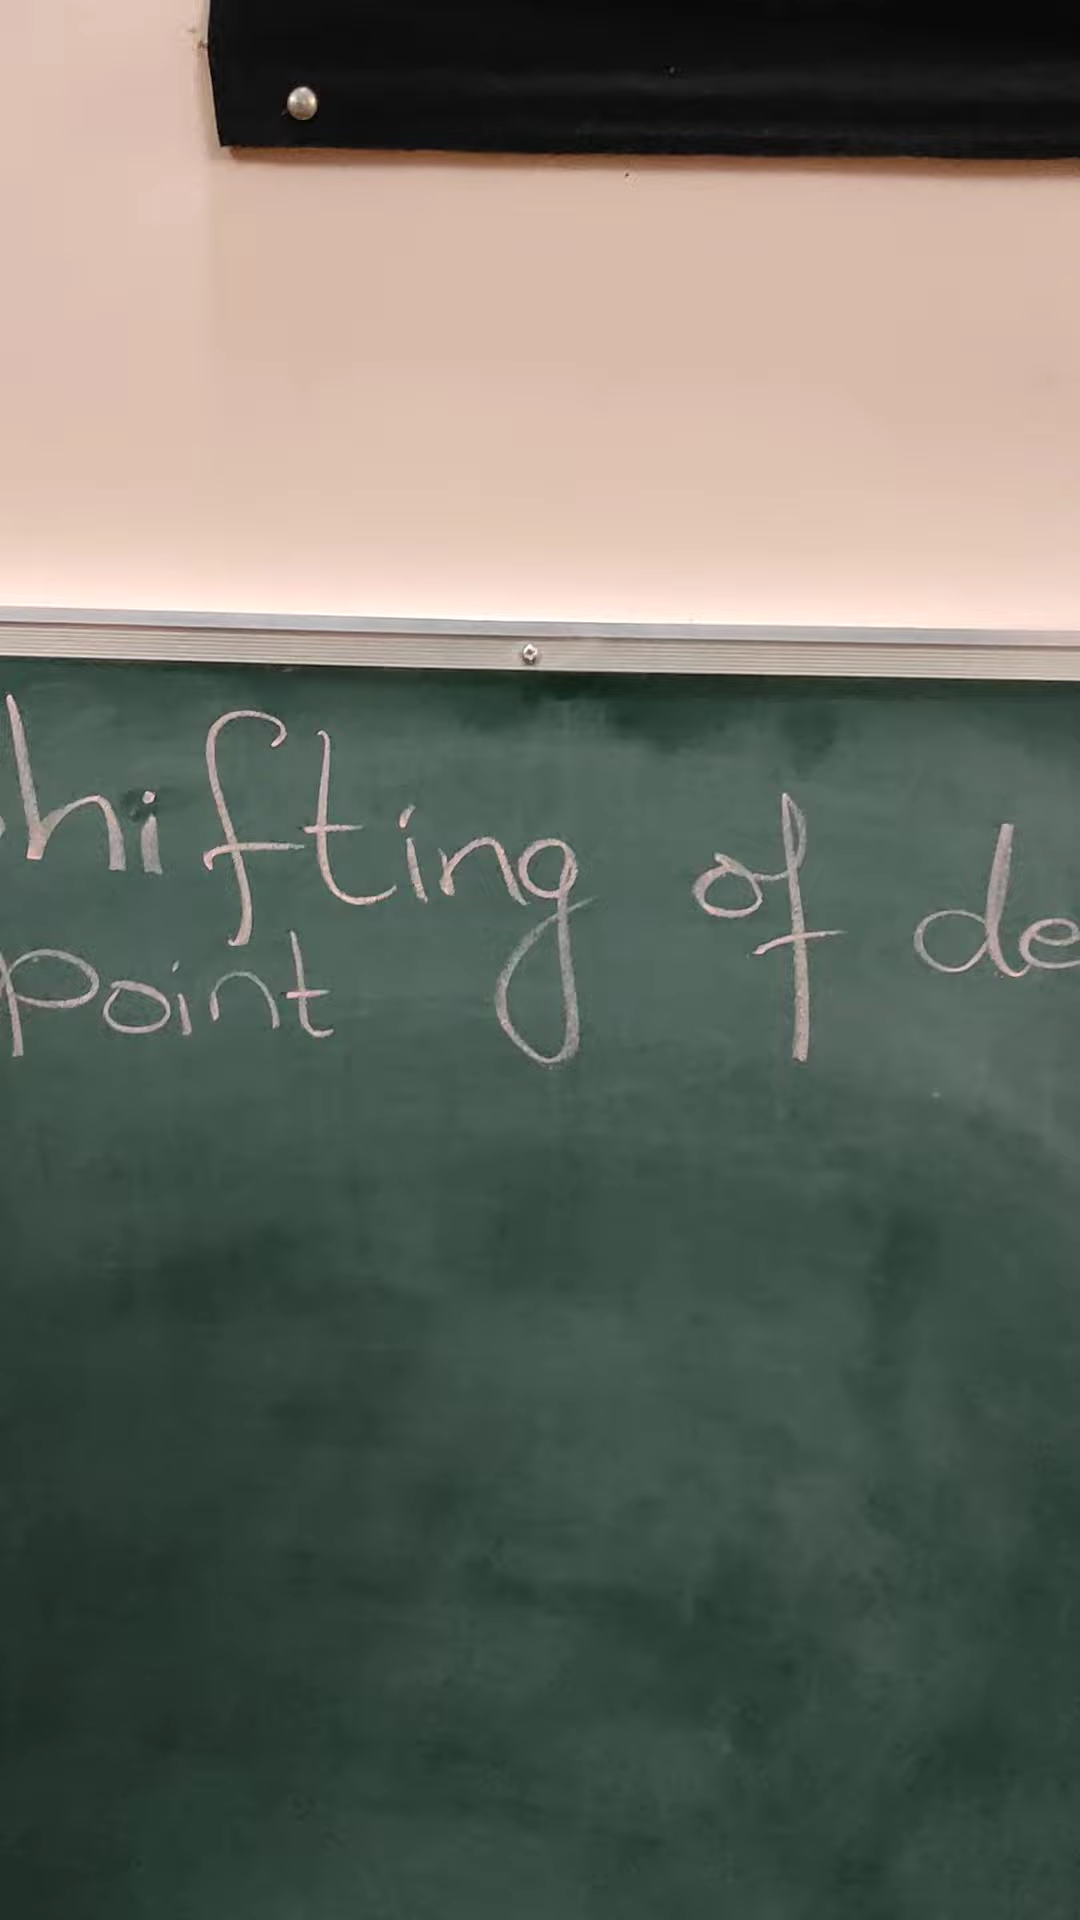 hifting of de
point